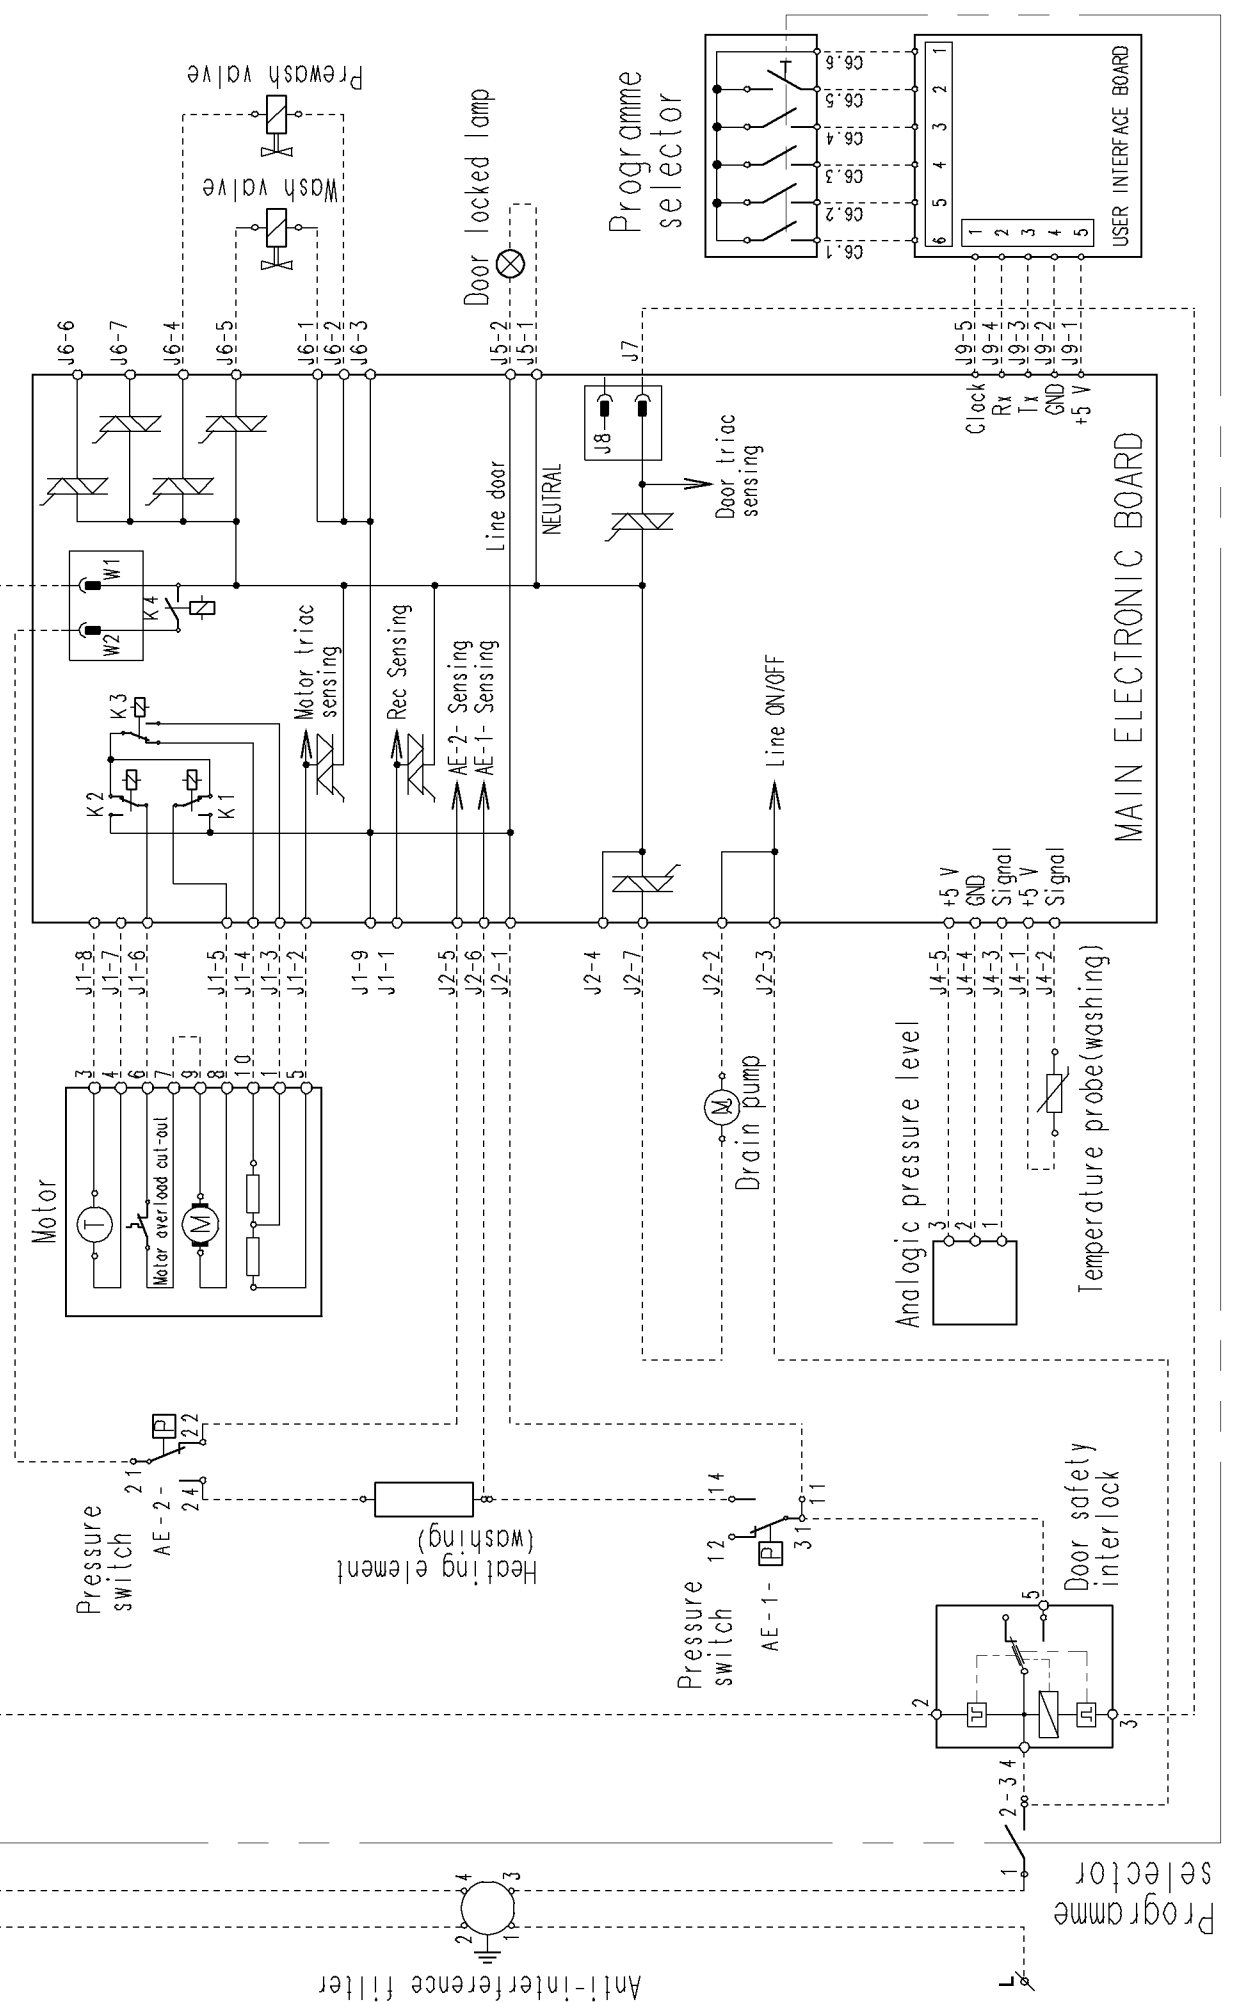 Prewash valve
Wash valve
Door locked lamp
Programme
selector
C6.6
C6.5
C6.4
C6.3
C6.2
C6.1
1
2
3
4
5
6
1
2
3
4
5
USER INTERFACE BOARD
J6-6
J6-7
J6-4
J6-5
J6-1
J6-2
J6-3
J5-2
J5-1
J7
J9-5
J9-4
J9-3
J9-2
J9-1
Clock
Rx
Tx
GND
+5 V
J8
Line door
NEUTRAL
Door triac
sensing
W1
W2
K4
K3
K2
K1
Motor triac
sensing
Rec Sensing
AE-2- Sensing
AE-1- Sensing
Line ON/OFF
MAIN ELECTRONIC BOARD
+5 V
GND
Signal
+5 V
Signal
J1-8
J1-7
J1-6
J1-5
J1-4
J1-3
J1-2
J1-9
J1-1
J2-5
J2-6
J2-1
J2-4
J2-7
J2-2
J2-3
J4-5
J4-4
J4-3
J4-1
J4-2
3
4
6
7
9
8
10
1
5
Motor
T
Motor overload cut-out
M
M
Drain pump
Analogic pressure level
3
2
1
Temperature probe(washing)
Pressure
switch
AE-2-
P
21
22
24
Heating element
(washing)
Pressure
switch
AE-1-
P
14
12
11
31
Door safety
interlock
5
2
3
4
2-3
1
Programme
selector
4
3
2
1
Anti-interference filter
L